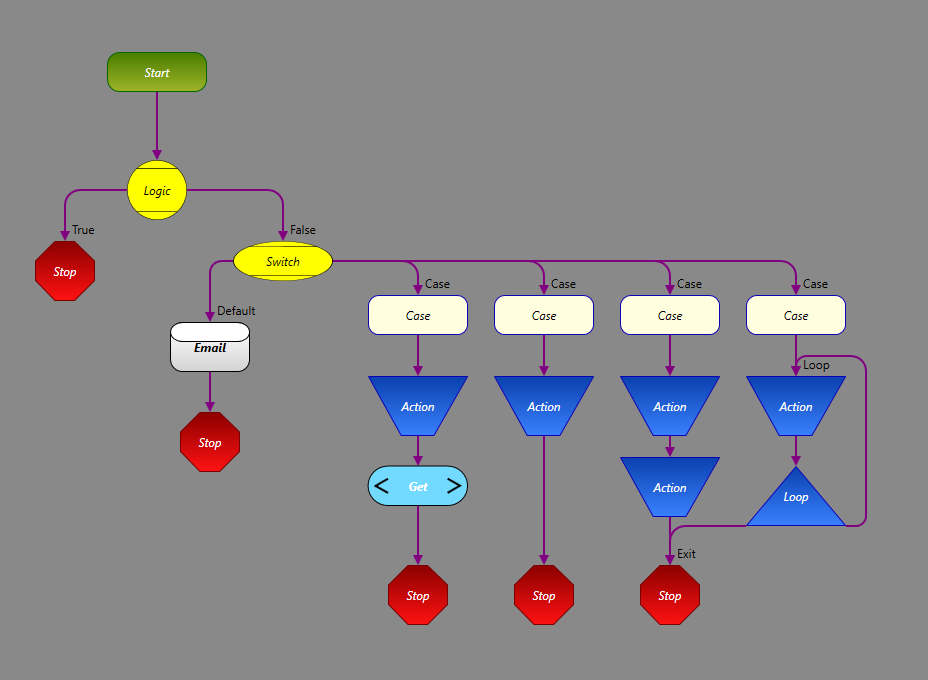 Start
Logic
True
False
Stop
Switch
Default
Case
Case
Case
Case
Email
Case
Case
Case
Case
Loop
Action
Action
Action
Action
Stop
Get
Action
Loop
Exit
Stop
Stop
Stop